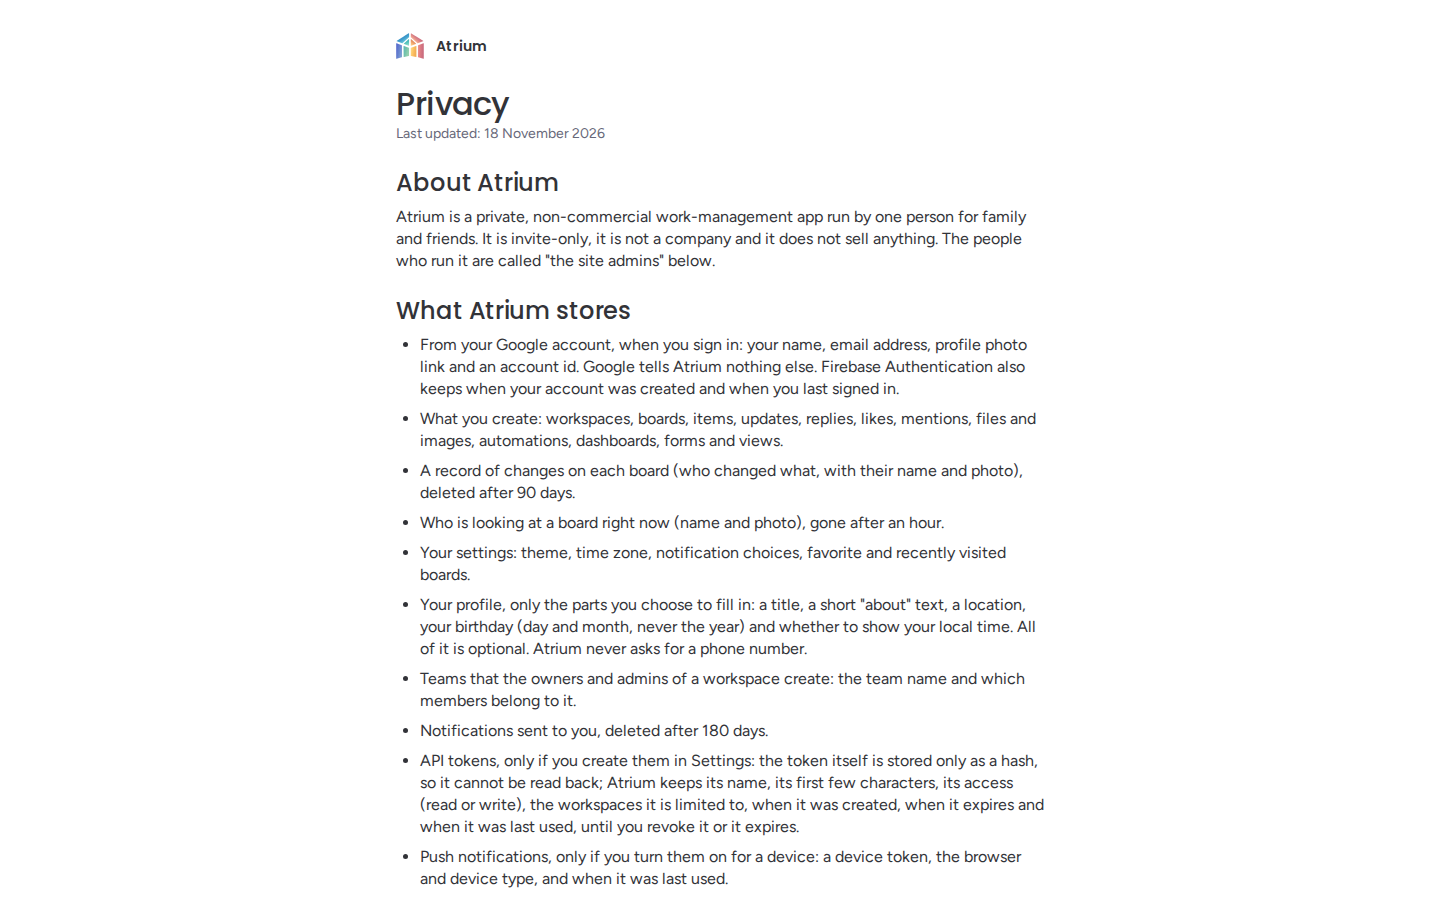 Atrium
Privacy
Last updated: 18 November 2026
About Atrium
Atrium is a private, non-commercial work-management app run by one person for family
and friends. It is invite-only, it is not a company and it does not sell anything. The people
who run it are called "the site admins" below.
What Atrium stores
• From your Google account, when you sign in: your name, email address, profile photo
link and an account id. Google tells Atrium nothing else. Firebase Authentication also
keeps when your account was created and when you last signed in.
• What you create: workspaces, boards, items, updates, replies, likes, mentions, files and
images, automations, dashboards, forms and views.
• A record of changes on each board (who changed what, with their name and photo),
deleted after 90 days.
• Who is looking at a board right now (name and photo), gone after an hour.
• Your settings: theme, time zone, notification choices, favorite and recently visited
boards.
• Your profile, only the parts you choose to fill in: a title, a short "about" text, a location,
your birthday (day and month, never the year) and whether to show your local time. All
of it is optional. Atrium never asks for a phone number.
• Teams that the owners and admins of a workspace create: the team name and which
members belong to it.
• Notifications sent to you, deleted after 180 days.
• API tokens, only if you create them in Settings: the token itself is stored only as a hash,
so it cannot be read back; Atrium keeps its name, its first few characters, its access
(read or write), the workspaces it is limited to, when it was created, when it expires and
when it was last used, until you revoke it or it expires.
• Push notifications, only if you turn them on for a device: a device token, the browser
and device type, and when it was last used.